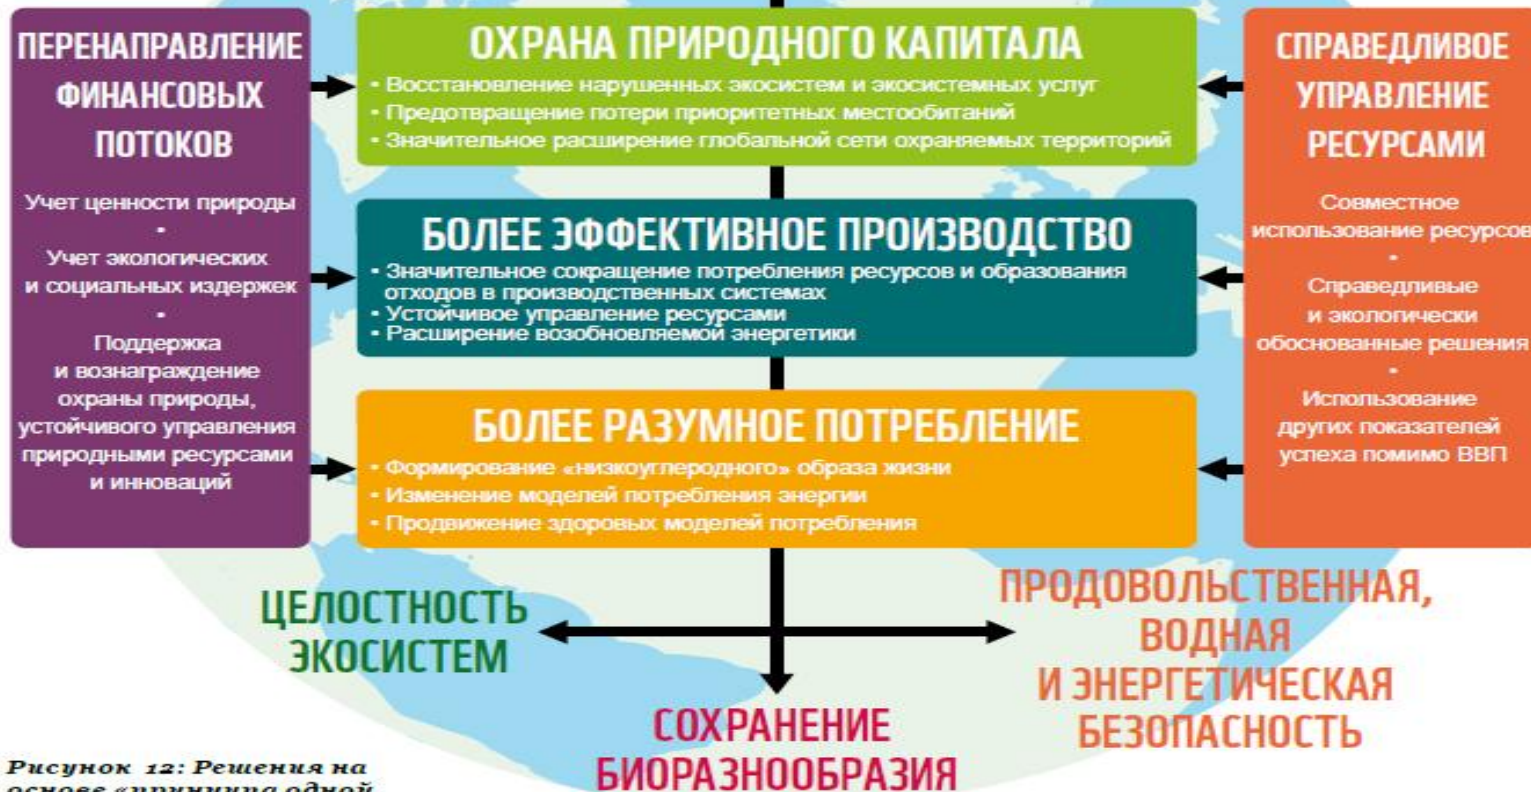 ПЕРЕНАПРАВЛЕНИЕ
ФИНАНСОВЫХ
ПОТОКОВ
Учет ценности природы
•
Учет экологических
и социальных издержек
•
Поддержка
и вознаграждение
охраны природы,
устойчивого управления
природными ресурсами
и инноваций
ОХРАНА ПРИРОДНОГО КАПИТАЛА
• Восстановление нарушенных экосистем и экосистемных услуг
• Предотвращение потери приоритетных местообитаний
• Значительное расширение глобальной сети охраняемых территорий
БОЛЕЕ ЭФФЕКТИВНОЕ ПРОИЗВОДСТВО
• Значительное сокращение потребления ресурсов и образования
отходов в производственных системах
• Устойчивое управление ресурсами
• Расширение возобновляемой энергетики
БОЛЕЕ РАЗУМНОЕ ПОТРЕБЛЕНИЕ
• Формирование «низкоуглеродного» образа жизни
• Изменение моделей потребления энергии
• Продвижение здоровых моделей потребления
СПРАВЕДЛИВОЕ
УПРАВЛЕНИЕ
РЕСУРСАМИ
Совместное
использование ресурсов
•
Справедливые
и экологически
обоснованные решения
•
Использование
других показателей
успеха помимо ВВП
ЦЕЛОСТНОСТЬ
ЭКОСИСТЕМ
СОХРАНЕНИЕ
БИОРАЗНООБРАЗИЯ
ПРОДОВОЛЬСТВЕННАЯ,
ВОДНАЯ
И ЭНЕРГЕТИЧЕСКАЯ
БЕЗОПАСНОСТЬ
Рисунок 12: Решения на
основе «принципа одной